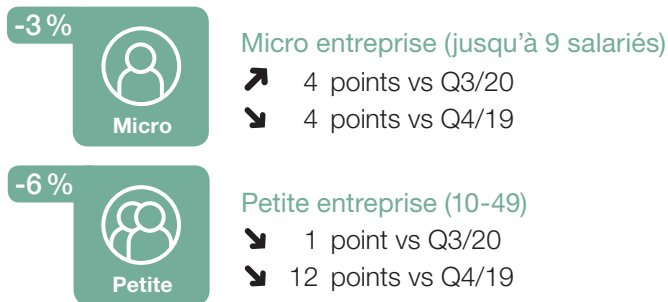 -3 %
Micro
Micro entreprise (jusqu'à 9 salariés)
4 points vs Q3/20
4 points vs Q4/19
-6 %
Petite
Petite entreprise (10-49)
1 point vs Q3/20
12 points vs Q4/19